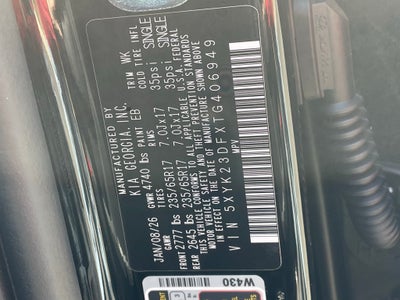 MANUFACTURED BY
KIA GEORGIA, INC.
PAINT EB
TRIM WK
JAN/08/26 GVWR 4740 lbs
GAWR TIRES RIMS COLD TIRE INFL
FRONT 2777 lbs 235/65R17 7.0Jx17 35psi SINGLE
REAR 2645 lbs 235/65R17 7.0Jx17 35psi SINGLE
THIS VEHICLE CONFORMS TO ALL APPLICABLE U.S.A. FEDERAL
MOTOR VEHICLE SAFETY AND THEFT PREVENTION STANDARDS IN
EFFECT ON THE DATE OF MANUFACTURE SHOWN ABOVE
VIN 5XYK23DFXTG406949
MPV
W430